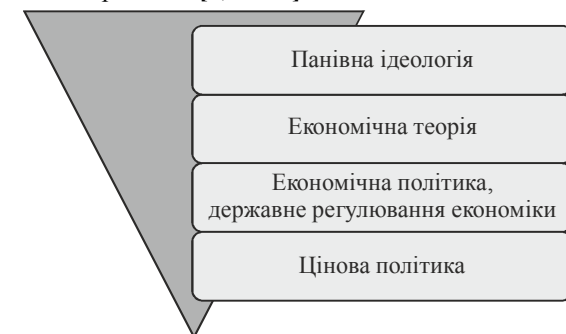 Панівна ідеологія
Економічна теорія
Економічна політика,
державне регулювання економіки
Цінова політика